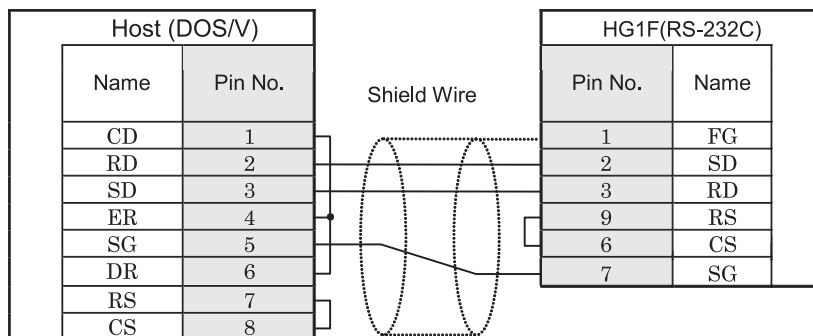 Host (DOS/V)
Name Pin No.
CD 1
RD 2
SD 3
ER 4
SG 5
DR 6
RS 7
CS 8
Shield Wire
HG1F(RS-232C)
Pin No. Name
1 FG
2 SD
3 RD
9 RS
6 CS
7 SG